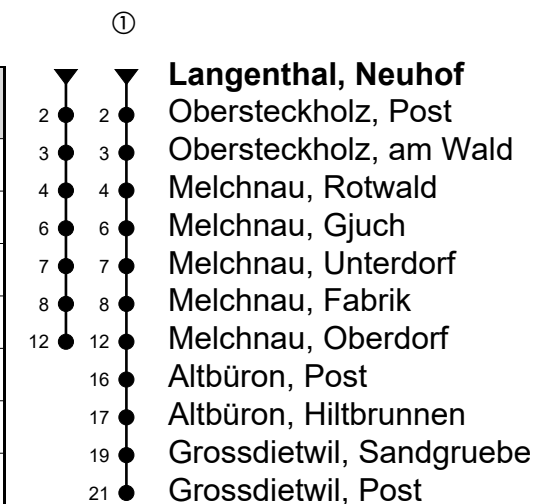 ①
Langenthal, Neuhof
2 2 Obersteckholz, Post
3 3 Obersteckholz, am Wald
4 4 Melchnau, Rotwald
6 6 Melchnau, Gjuch
7 7 Melchnau, Unterdorf
8 8 Melchnau, Fabrik
12 12 Melchnau, Oberdorf
16 Altbüron, Post
17 Altbüron, Hiltbrunnen
19 Grossdietwil, Sandgruebe
21 Grossdietwil, Post